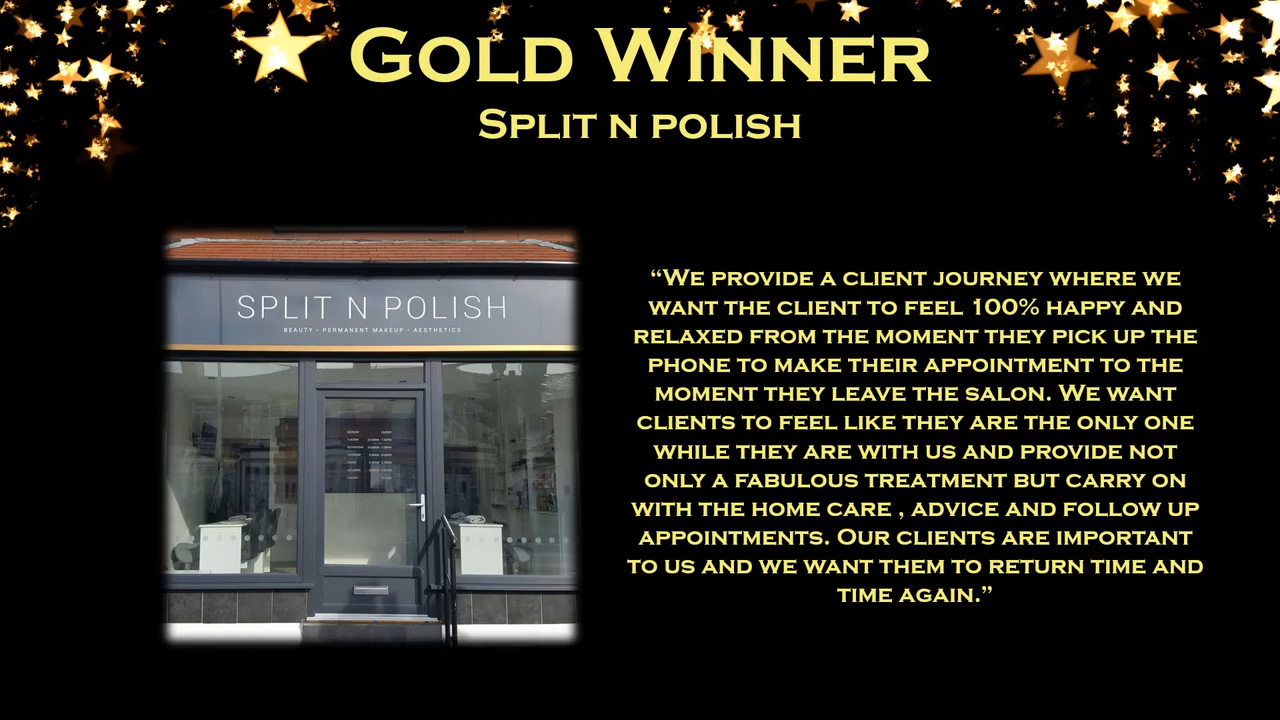 Gold Winner
Split n polish
SPLIT N POLISH
BEAUTY • PERMANENT MAKEUP • AESTHETICS
“We provide a client journey where we
want the client to feel 100% happy and
relaxed from the moment they pick up the
phone to make their appointment to the
moment they leave the salon. We want
clients to feel like they are the only one
while they are with us and provide not
only a fabulous treatment but carry on
with the home care , advice and follow up
appointments. Our clients are important
to us and we want them to return time and
time again.”